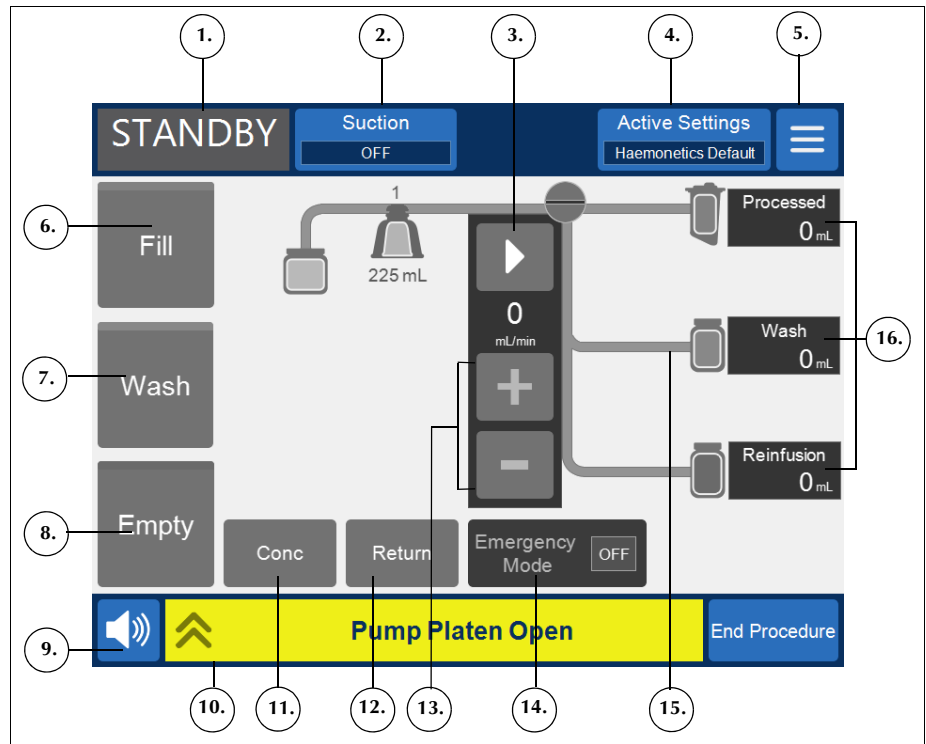 1.
2.
3.
4.
5.
STANDBY
Suction
OFF
Active Settings
Haemonetics Default
6.
Fill
1
225 mL
Processed
0 mL
0
mL/min
7.
Wash
Wash
0 mL
16.
Reinfusion
0 mL
8.
Empty
Conc
Return
Emergency
Mode
OFF
9.
Pump Platen Open
End Procedure
10.
11.
12.
13.
14.
15.